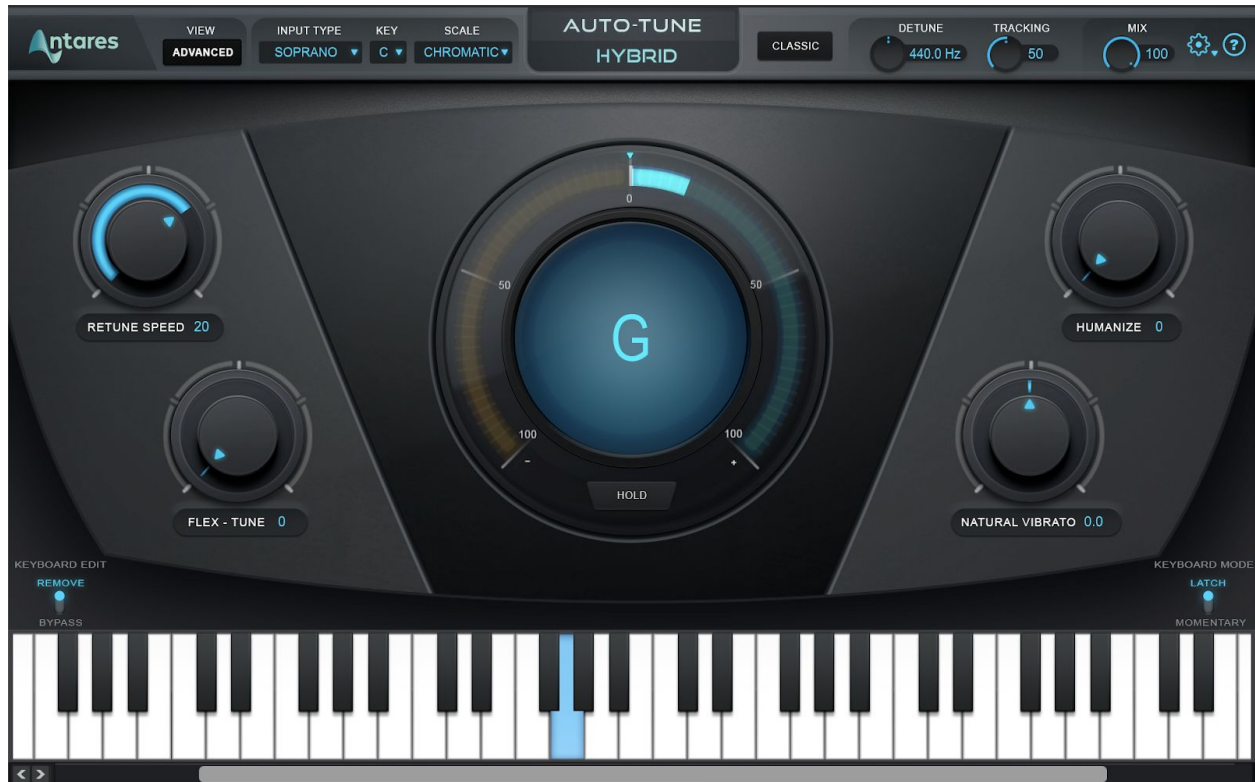 Antares
VIEW
ADVANCED
INPUT TYPE
SOPRANO
KEY
C
SCALE
CHROMATIC
AUTO-TUNE
HYBRID
CLASSIC
DETUNE
440.0 Hz
TRACKING
50
MIX
100
?
0
50
50
100
100
-
+
G
HOLD
RETUNE SPEED 20
FLEX - TUNE 0
HUMANIZE 0
NATURAL VIBRATO 0.0
KEYBOARD EDIT
REMOVE
BYPASS
KEYBOARD MODE
LATCH
MOMENTARY